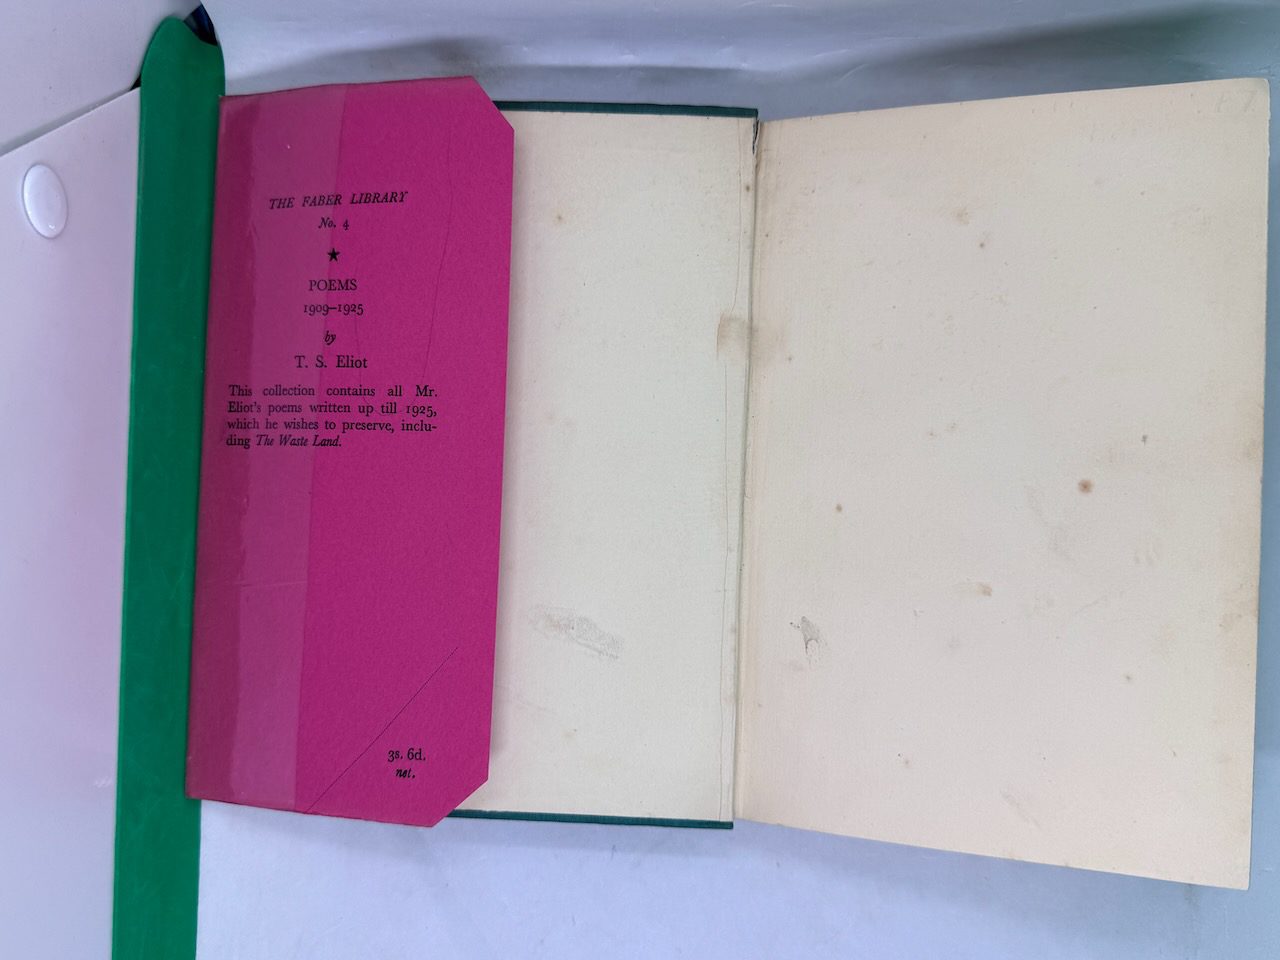 THE FABER LIBRARY
No. 4
★
POEMS
1909–1925
by
T. S. Eliot
This collection contains all Mr.
Eliot's poems written up till 1925,
which he wishes to preserve, inclu-
ding The Waste Land.
3s. 6d.
net.